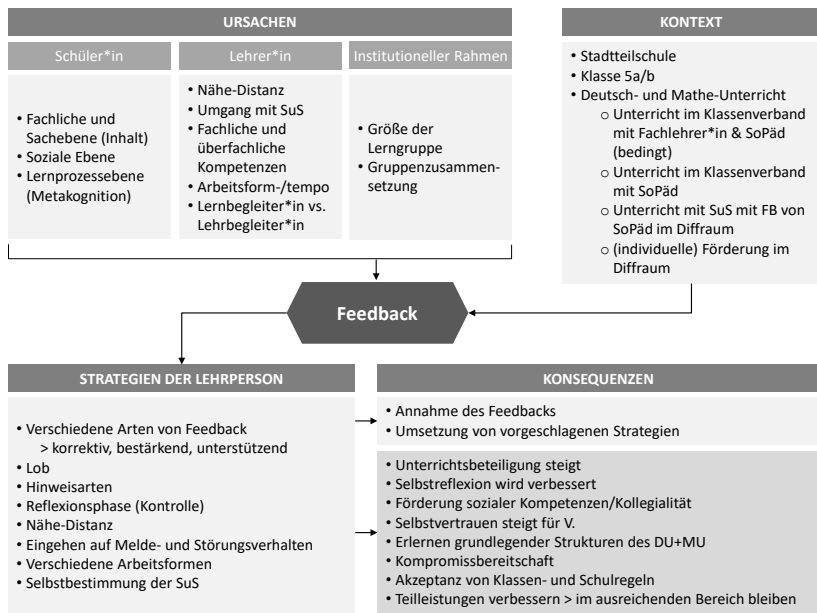 URSACHEN
Schüler*in
• Fachliche und
Sachebene (Inhalt)
• Soziale Ebene
• Lernprozessebene
(Metakognition)
Lehrer*in
• Nähe-Distanz
• Umgang mit SuS
• Fachliche und
überfachliche
Kompetenzen
• Arbeitsform-/tempo
• Lernbegleiter*in vs.
Lehrbegleiter*in
Institutioneller Rahmen
• Größe der
Lerngruppe
• Gruppenzusammen-
setzung
KONTEXT
• Stadtteilschule
• Klasse 5a/b
• Deutsch- und Mathe-Unterricht
o Unterricht im Klassenverband
mit Fachlehrer*in & SoPäd
(bedingt)
o Unterricht im Klassenverband
mit SoPäd
o Unterricht mit SuS mit FB von
SoPäd im Diffraum
o (individuelle) Förderung im
Diffraum
Feedback
STRATEGIEN DER LEHRPERSON
• Verschiedene Arten von Feedback
> korrektiv, bestärkend, unterstützend
• Lob
• Hinweisarten
• Reflexionsphase (Kontrolle)
• Nähe-Distanz
• Eingehen auf Melde- und Störungsverhalten
• Verschiedene Arbeitsformen
• Selbstbestimmung der SuS
KONSEQUENZEN
• Annahme des Feedbacks
• Umsetzung von vorgeschlagenen Strategien
• Unterrichtsbeteiligung steigt
• Selbstreflexion wird verbessert
• Förderung sozialer Kompetenzen/Kollegialität
• Selbstvertrauen steigt für V.
• Erlernen grundlegender Strukturen des DU+MU
• Kompromissbereitschaft
• Akzeptanz von Klassen- und Schulregeln
• Teilleistungen verbessern > im ausreichenden Bereich bleiben